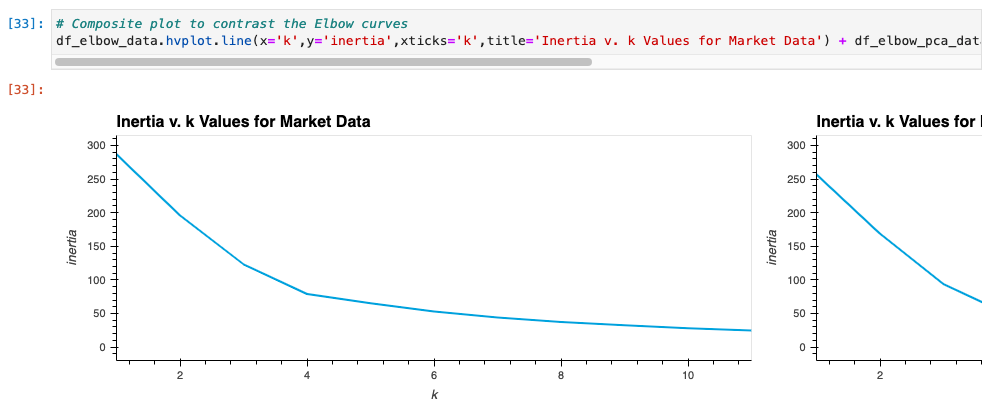 [33]: # Composite plot to contrast the Elbow curves
df_elbow_data.hvplot.line(x='k',y='inertia',xticks='k',title='Inertia v. k Values for Market Data') + df_elbow_pca_dat
[33]:
Inertia v. k Values for Market Data
300
250
200
150
100
50
0
inertia
2 4 6 8 10
k
Inertia v. k Values for
300
250
200
150
100
50
0
inertia
2